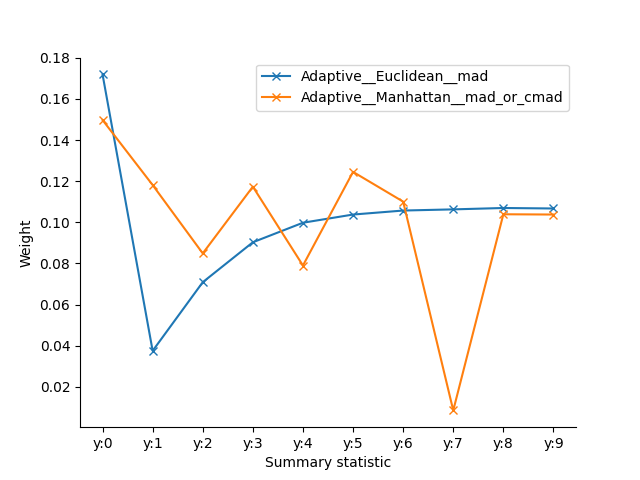 0.18
0.16
0.14
0.12
0.10
0.08
0.06
0.04
0.02
Weight
Adaptive__Euclidean__mad
Adaptive__Manhattan__mad_or_cmad
y:0 y:1 y:2 y:3 y:4 y:5 y:6 y:7 y:8 y:9
Summary statistic